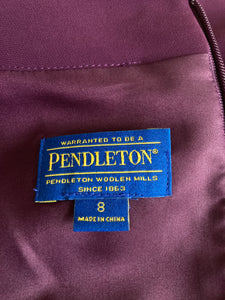 WARRANTED TO BE A
PENDLETON®
PENDLETON WOOLEN MILLS
SINCE 1863
8
MADE IN CHINA